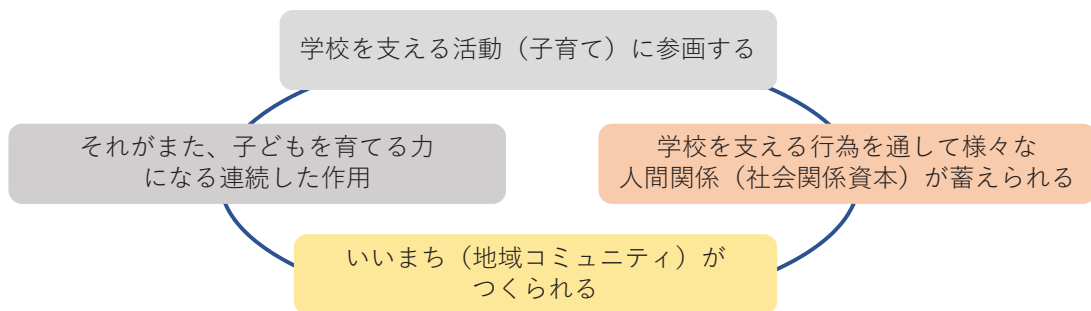 学校を支える活動（子育て）に参画する
それがまた、子どもを育てる力
になる連続した作用
学校を支える行為を通して様々な
人間関係（社会関係資本）が蓄えられる
いいまち（地域コミュニティ）が
つくられる